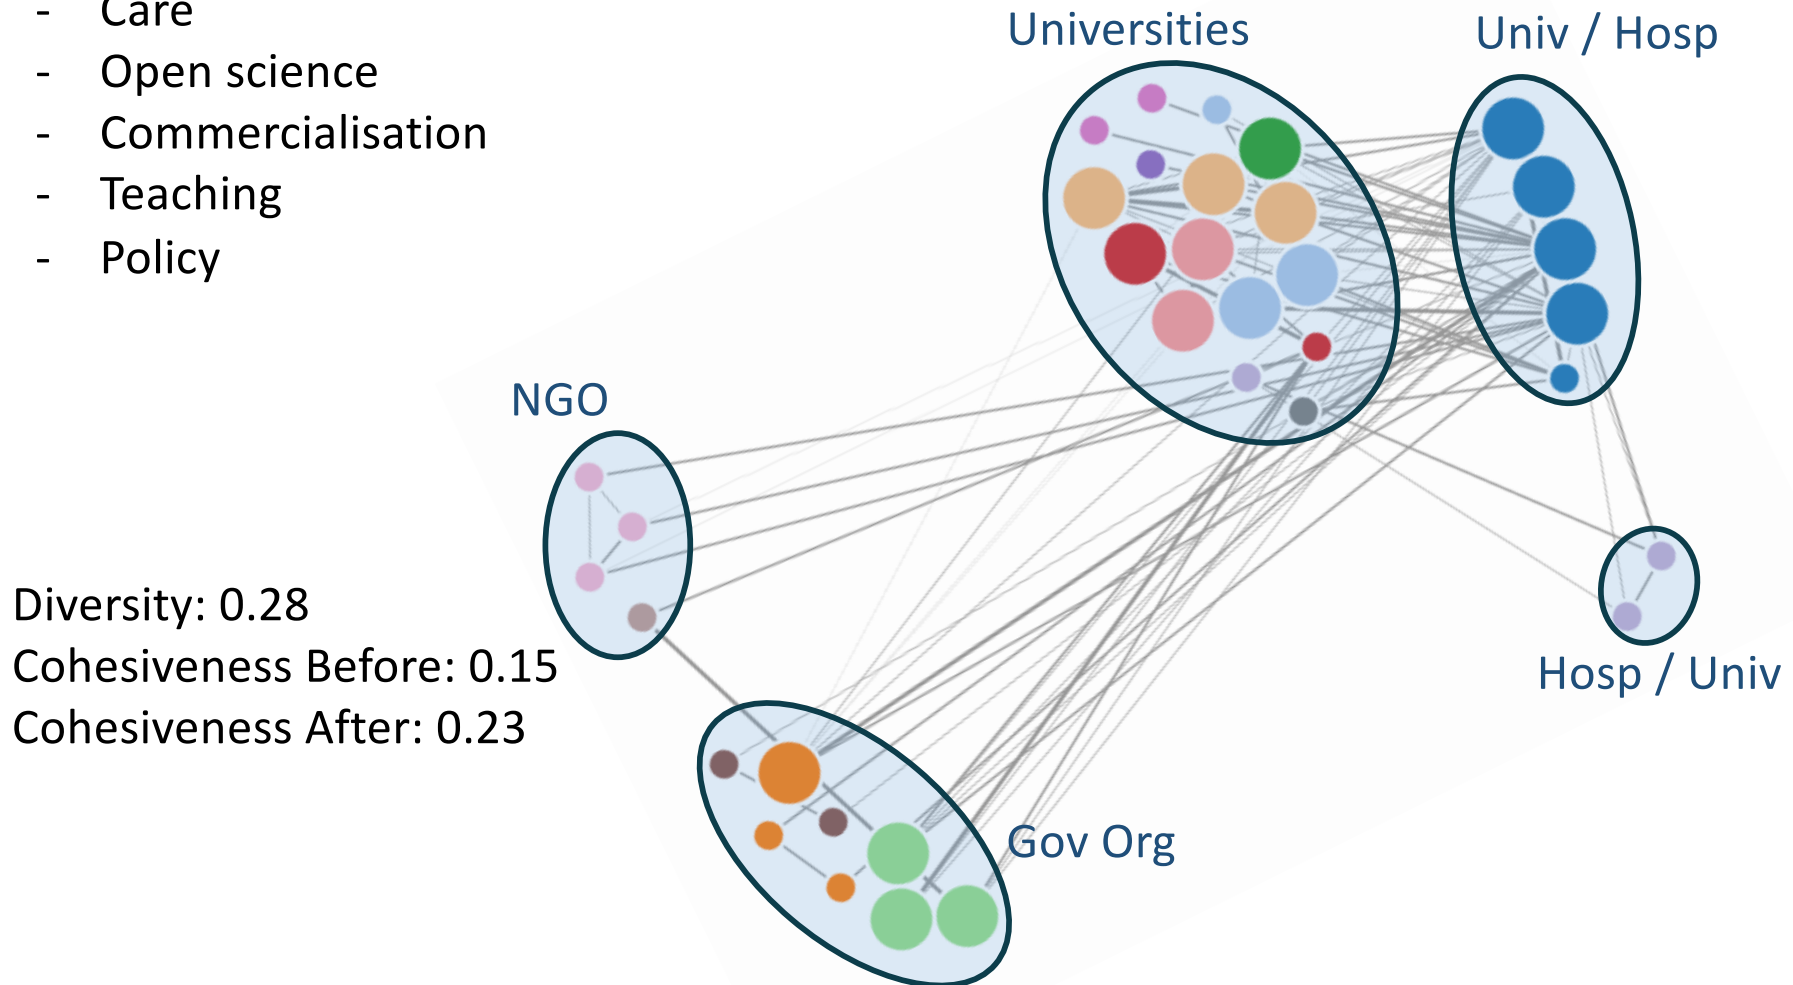 - Care
- Open science
- Commercialisation
- Teaching
- Policy
Universities
Univ / Hosp
NGO
Diversity: 0.28
Cohesiveness Before: 0.15
Cohesiveness After: 0.23
Hosp / Univ
Gov Org